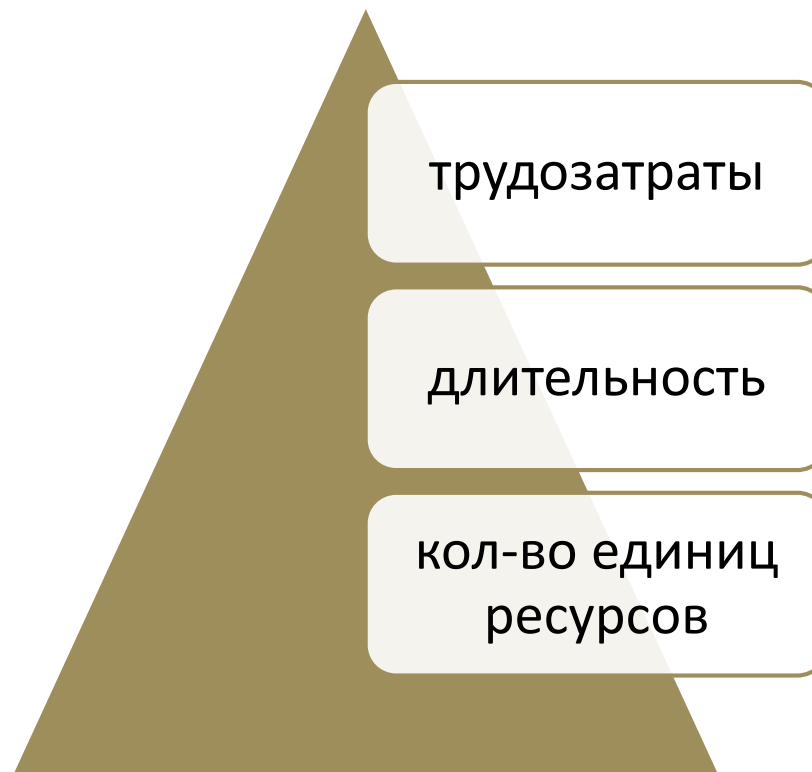 трудозатраты
длительность
кол-во единиц
ресурсов